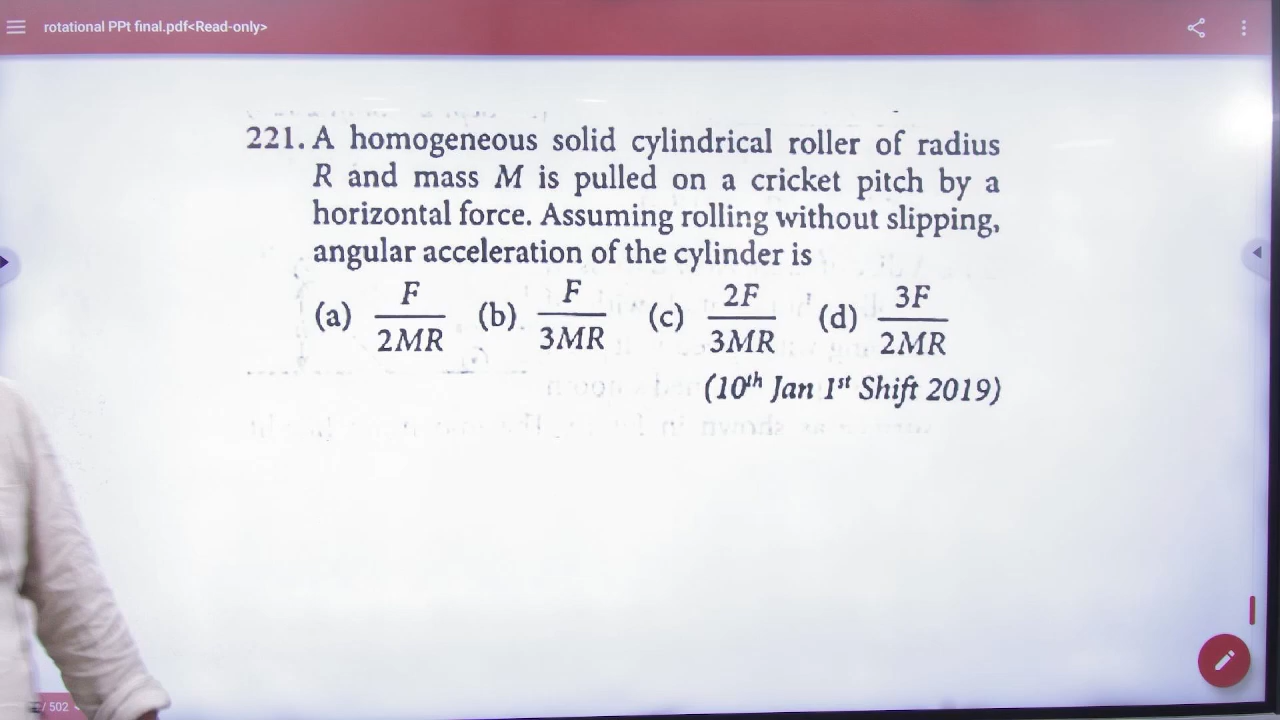 rotational PPt final.pdf<Read-only>
221. A homogeneous solid cylindrical roller of radius
R and mass M is pulled on a cricket pitch by a
horizontal force. Assuming rolling without slipping,
angular acceleration of the cylinder is
(a) F/2MR (b) F/3MR (c) 2F/3MR (d) 3F/2MR
(10th Jan 1st Shift 2019)
/ 502